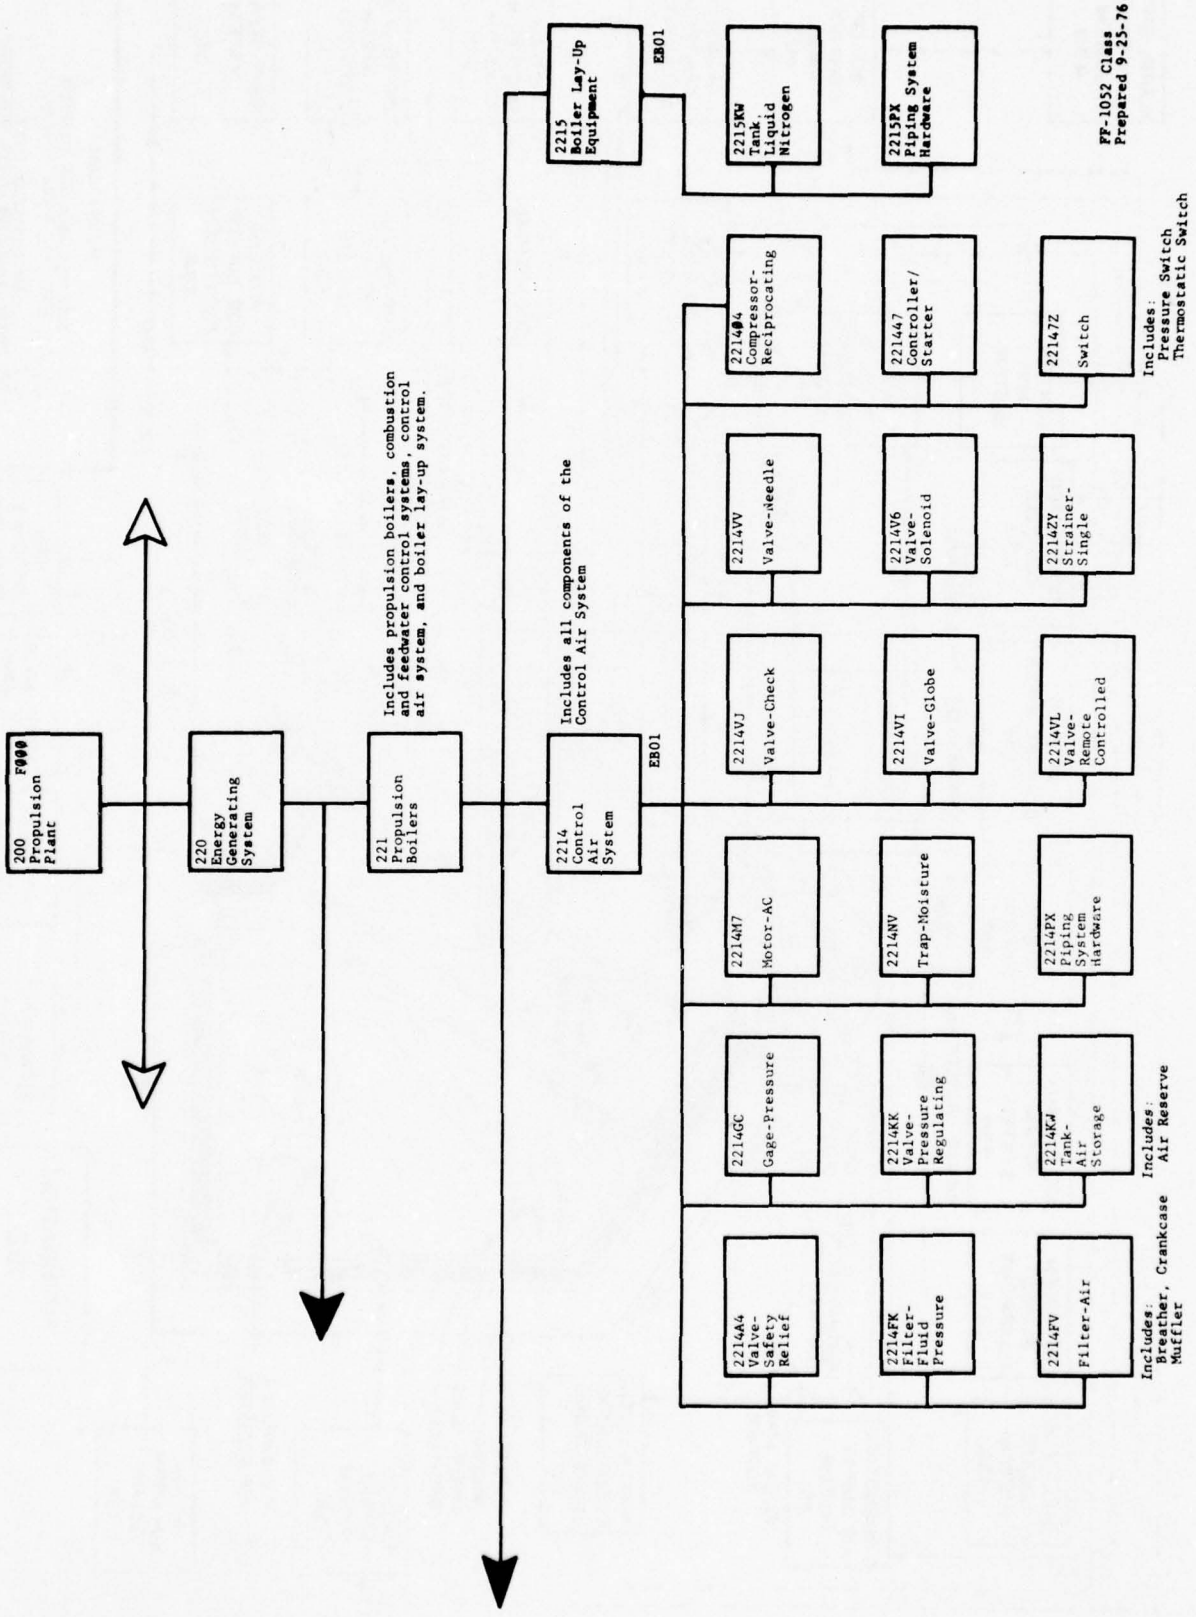 200 F000
Propulsion
Plant
220
Energy
Generating
System
221
Propulsion
Boilers
Includes propulsion boilers, combustion
and feedwater control systems, control
air system, and boiler lay-up system.
2214
Control
Air
System
EB01
Includes all components of the
Control Air System
2215
Boiler Lay-Up
Equipment
EB01
2214A4
Valve-
Safety
Relief
2214GC
Gage-Pressure
2214M7
Motor-AC
2214VJ
Valve-Check
2214VV
Valve-Needle
221404
Compressor-
Reciprocating
2215KW
Tank,
Liquid
Nitrogen
2214FK
Filter-
Fluid
Pressure
2214KK
Valve-
Pressure
Regulating
2214NV
Trap-Moisture
2214VI
Valve-Globe
2214V6
Valve-
Solenoid
221447
Controller/
Starter
2215PX
Piping System
Hardware
2214FV
Filter-Air
Includes:
Breather, Crankcase
Muffler
2214KW
Tank-
Air
Storage
Includes:
Air Reserve
2214PX
Piping
System
Hardware
2214VL
Valve-
Remote
Controlled
2214ZY
Strainer-
Single
22147Z
Switch
Includes:
Pressure Switch
Thermostatic Switch
FF-1052 Class
Prepared 9-25-76